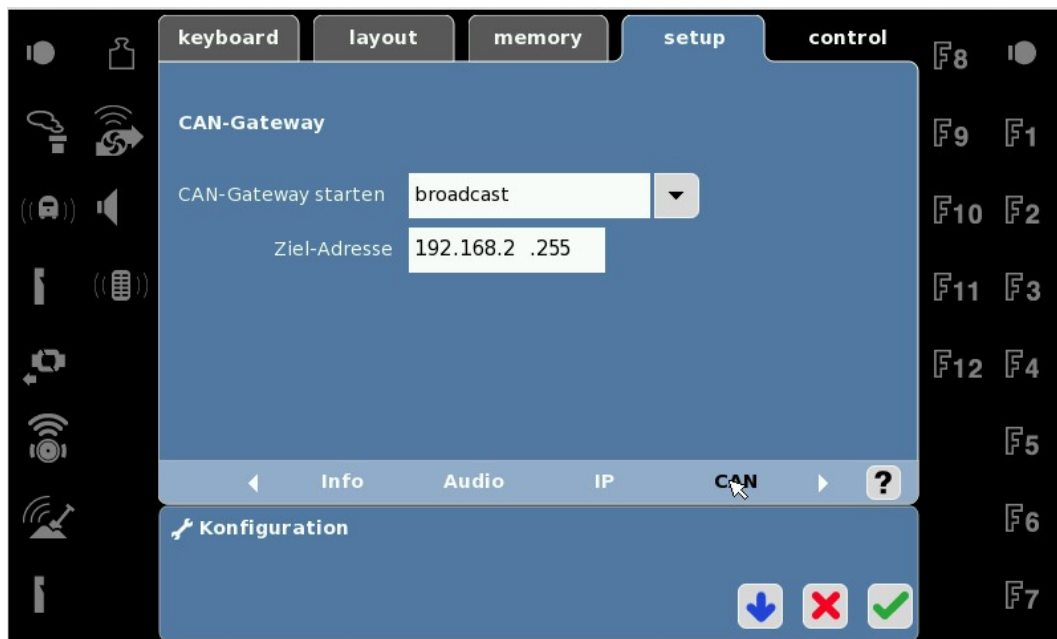 keyboard layout memory setup control
F8
CAN-Gateway
F9 F1
CAN-Gateway starten broadcast
F10 F2
Ziel-Adresse 192.168.2 .255
F11 F3
F12 F4
F5
Info Audio IP CAN ?
F6
Konfiguration
F7